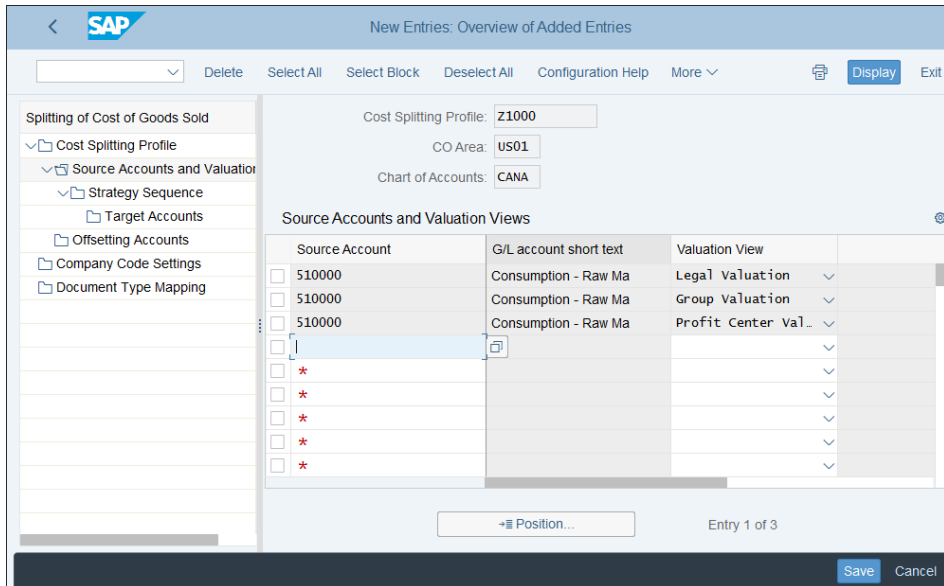 SAP
New Entries: Overview of Added Entries
Delete Select All Select Block Deselect All Configuration Help More Display Exit
Splitting of Cost of Goods Sold
Cost Splitting Profile
Source Accounts and Valuation
Strategy Sequence
Target Accounts
Offsetting Accounts
Company Code Settings
Document Type Mapping
Cost Splitting Profile: Z1000
CO Area: US01
Chart of Accounts: CANA
Source Accounts and Valuation Views
Source Account G/L account short text Valuation View
510000 Consumption - Raw Ma Legal Valuation
510000 Consumption - Raw Ma Group Valuation
510000 Consumption - Raw Ma Profit Center Val…
*
*
*
*
*
Position... Entry 1 of 3
Save Cancel